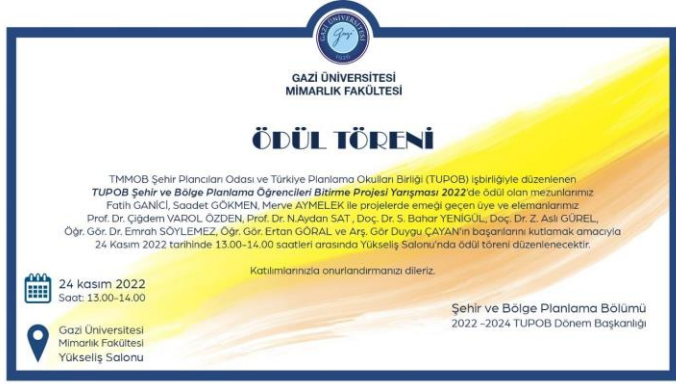 GAZİ ÜNİVERSİTESİ
Gazi
1926
GAZİ ÜNİVERSİTESİ
MİMARLIK FAKÜLTESİ
ÖDÜL TÖRENİ
TMMOB Şehir Plancıları Odası ve Türkiye Planlama Okulları Birliği (TUPOB) işbirliğiyle düzenlenen
TUPOB Şehir ve Bölge Planlama Öğrencileri Bitirme Projesi Yarışması 2022'de ödül olan mezunlarımız
Fatih GANİCİ, Saadet GÖKMEN, Merve AYMELEK ile projelerde emeği geçen üye ve elemanlarımız
Prof. Dr. Çiğdem VAROL ÖZDEN, Prof. Dr. N.Aydan SAT , Doç. Dr. S. Bahar YENİGÜL, Doç. Dr. Z. Aslı GÜREL,
Öğr. Gör. Dr. Emrah SÖYLEMEZ, Öğr. Gör. Ertan GÖRAL ve Arş. Gör Duygu ÇAYAN'ın başarılarını kutlamak amacıyla
24 Kasım 2022 tarihinde 13.00-14.00 saatleri arasında Yükseliş Salonu'nda ödül töreni düzenlenecektir.
Katılımlarınızla onurlandırmanızı dileriz.
24 kasım 2022
Saat: 13.00-14.00
Gazi Üniversitesi
Mimarlık Fakültesi
Yükseliş Salonu
Şehir ve Bölge Planlama Bölümü
2022 –2024 TUPOB Dönem Başkanlığı